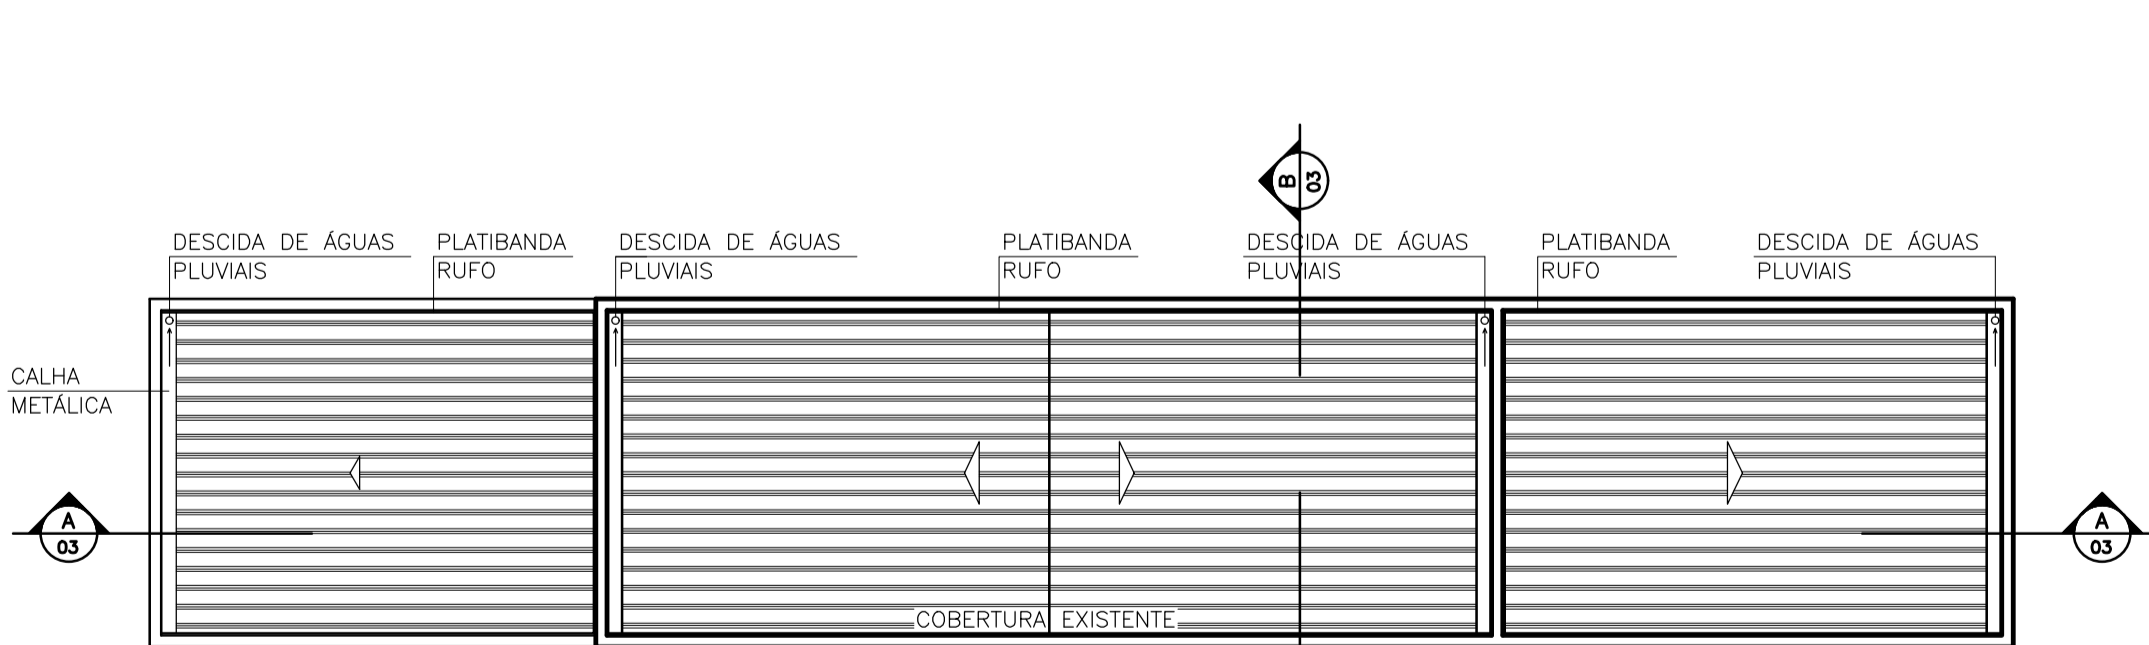 B
03
DESCIDA DE ÁGUAS
PLUVIAIS
PLATIBANDA
RUFO
DESCIDA DE ÁGUAS
PLUVIAIS
PLATIBANDA
RUFO
DESCIDA DE ÁGUAS
PLUVIAIS
PLATIBANDA
RUFO
DESCIDA DE ÁGUAS
PLUVIAIS
CALHA
METÁLICA
A
03
A
03
COBERTURA EXISTENTE